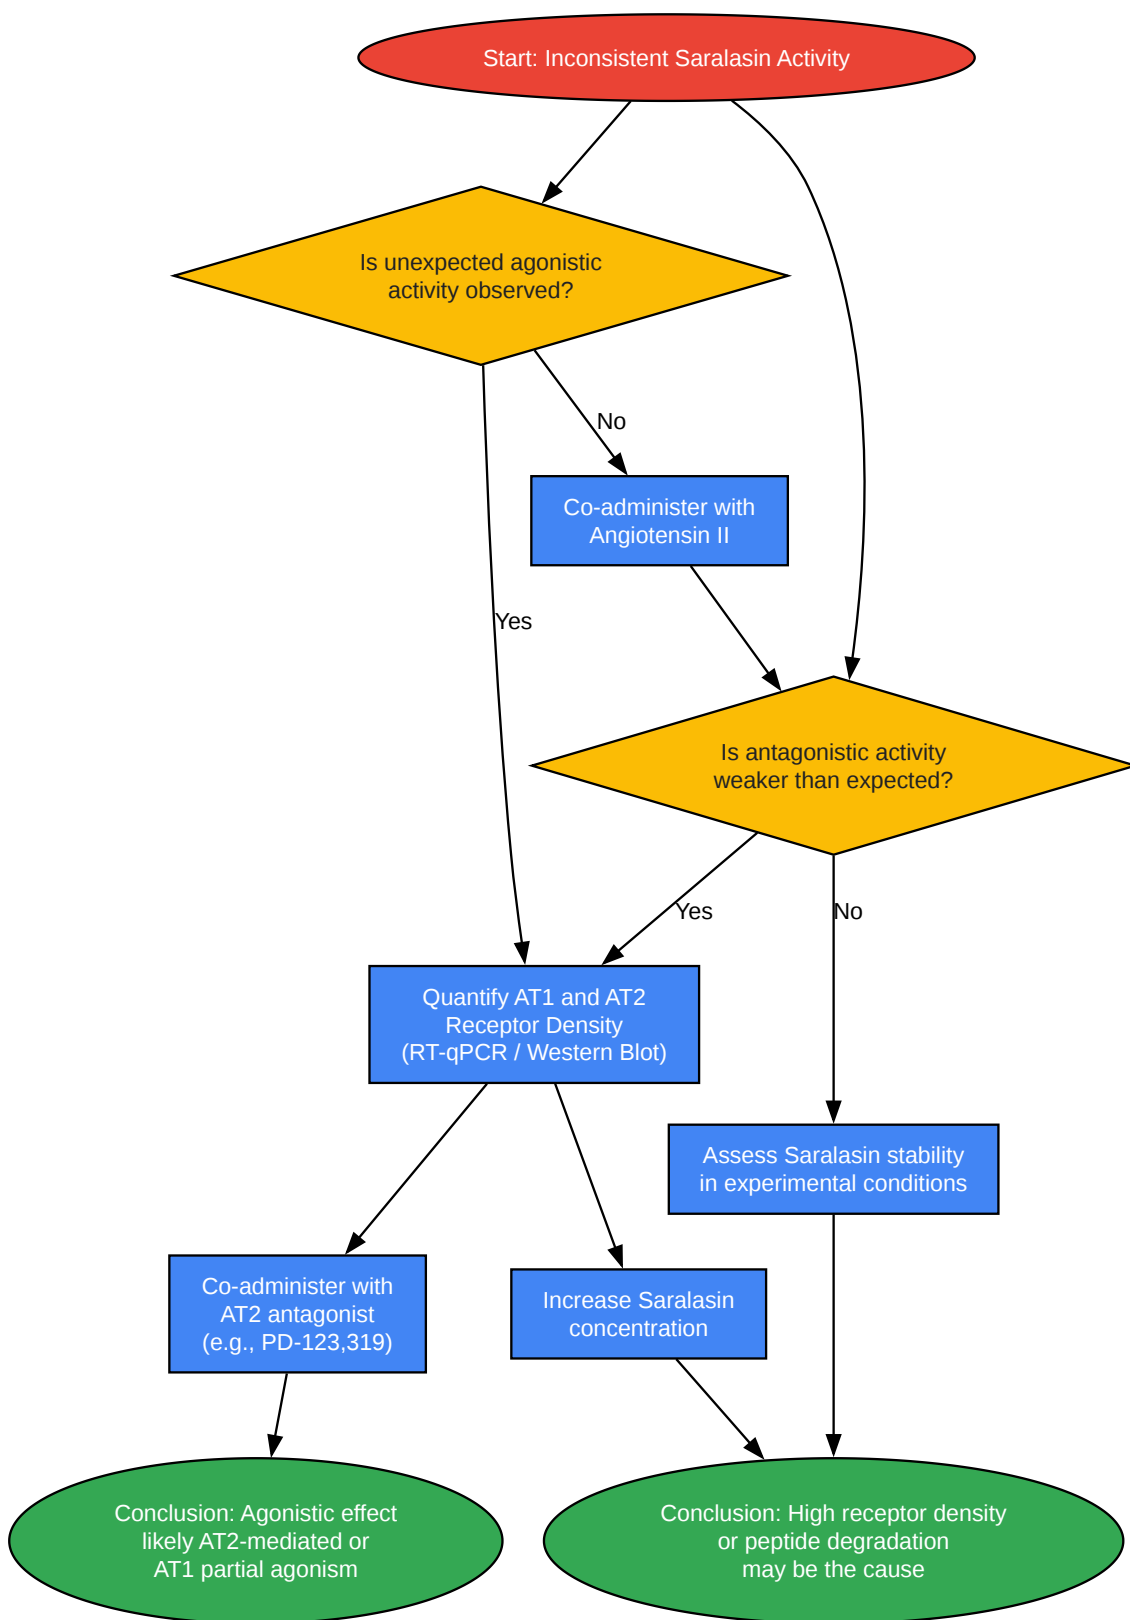 Start: Inconsistent Saralasin Activity
Is unexpected agonistic
activity observed?
No
Co-administer with
Angiotensin II
Yes
Is antagonistic activity
weaker than expected?
Yes
No
Quantify AT1 and AT2
Receptor Density
(RT-qPCR / Western Blot)
Assess Saralasin stability
in experimental conditions
Co-administer with
AT2 antagonist
(e.g., PD-123,319)
Increase Saralasin
concentration
Conclusion: Agonistic effect
likely AT2-mediated or
AT1 partial agonism
Conclusion: High receptor density
or peptide degradation
may be the cause